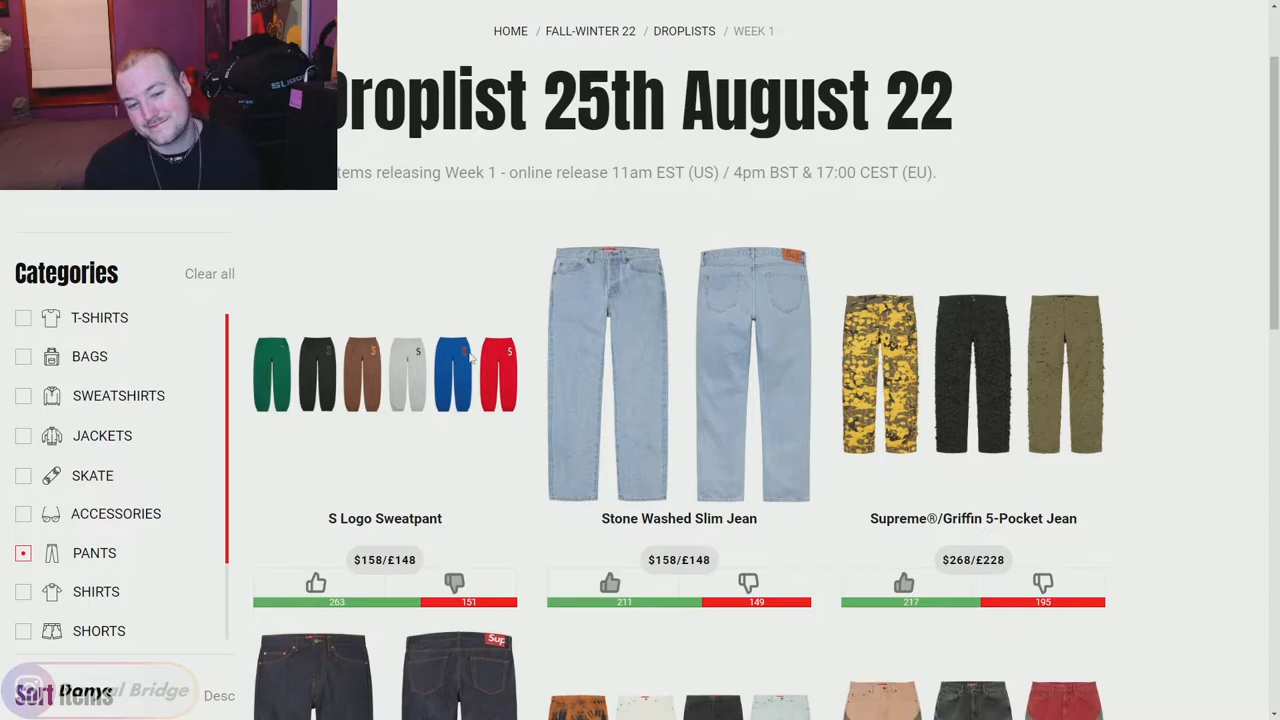 HOME / FALL-WINTER 22 / DROPLISTS / WEEK 1
Droplist 25th August 22
tems releasing Week 1 - online release 11am EST (US) / 4pm BST & 17:00 CEST (EU).
Categories
Clear all
T-SHIRTS
BAGS
SWEATSHIRTS
JACKETS
SKATE
ACCESSORIES
PANTS
SHIRTS
SHORTS
Sort Items
Desc
S Logo Sweatpant
$158/£148
263
151
Stone Washed Slim Jean
$158/£148
211
149
Supreme®/Griffin 5-Pocket Jean
$268/£228
217
195
Sup